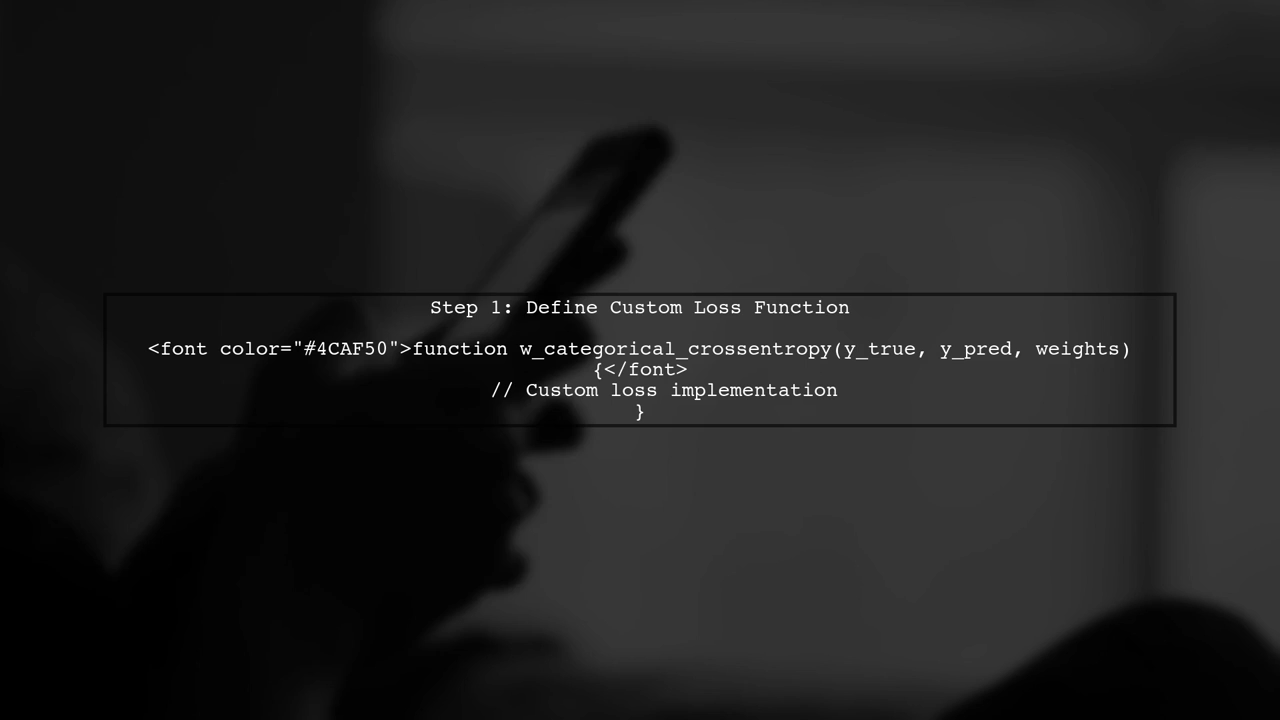 Step 1: Define Custom Loss Function
<font color="#4CAF50">function w_categorical_crossentropy(y_true, y_pred, weights)
{</font>
// Custom loss implementation
}